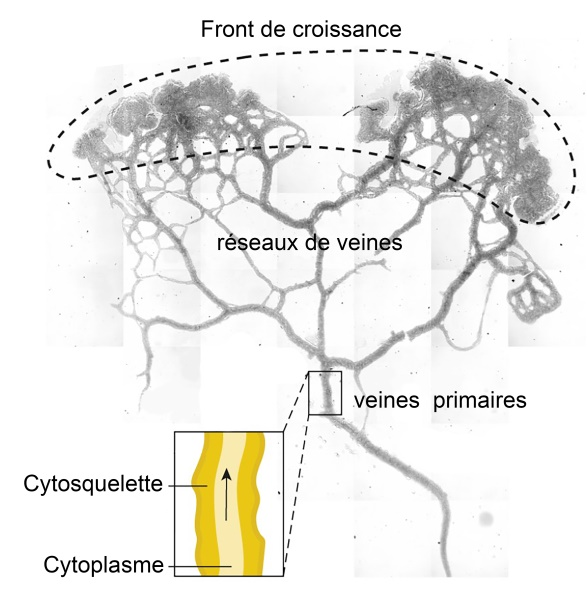 Front de croissance
réseaux de veines
veines primaires
Cytosquelette
Cytoplasme